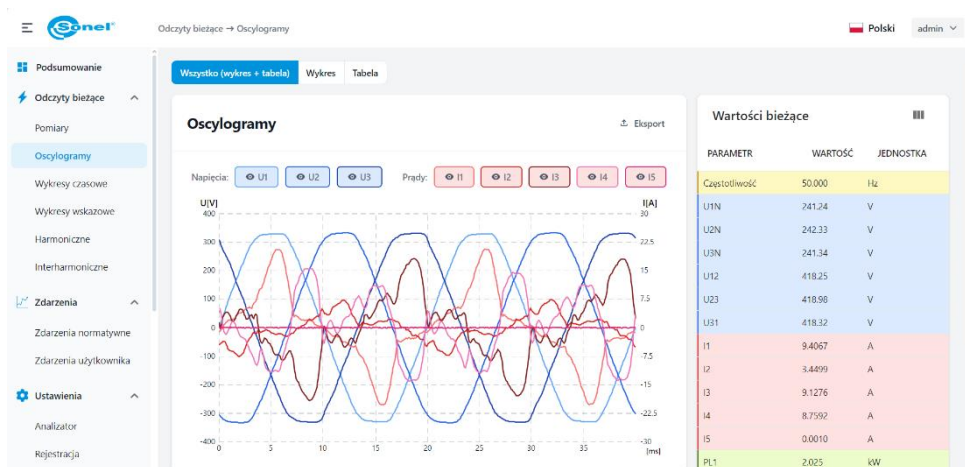 Sonel®
Odczyty bieżące → Oscylogramy
Polski
admin
Podsumowanie
Odczyty bieżące
Pomiary
Oscylogramy
Wykresy czasowe
Wykresy wskazowe
Harmoniczne
Interharmoniczne
Zdarzenia
Zdarzenia normatywne
Zdarzenia użytkownika
Ustawienia
Analizator
Rejestracja
Wszystko (wykres + tabela) Wykres Tabela
Oscylogramy
Eksport
Napięcia: U1 U2 U3 Prądy: I1 I2 I3 I4 I5
U[V] I[A]
400 30
300 22.5
200 15
100 7.5
0 0
-100 -7.5
-200 -15
-300 -22.5
-400 -30
0 5 10 15 20 25 30 35 [ms]
Wartości bieżące
PARAMETR WARTOŚĆ JEDNOSTKA
Częstotliwość 50.000 Hz
U1N 241.24 V
U2N 242.33 V
U3N 241.34 V
U12 418.25 V
U23 418.98 V
U31 418.32 V
I1 9.4067 A
I2 3.4499 A
I3 9.1276 A
I4 8.7592 A
I5 0.0010 A
PL1 2.025 kW